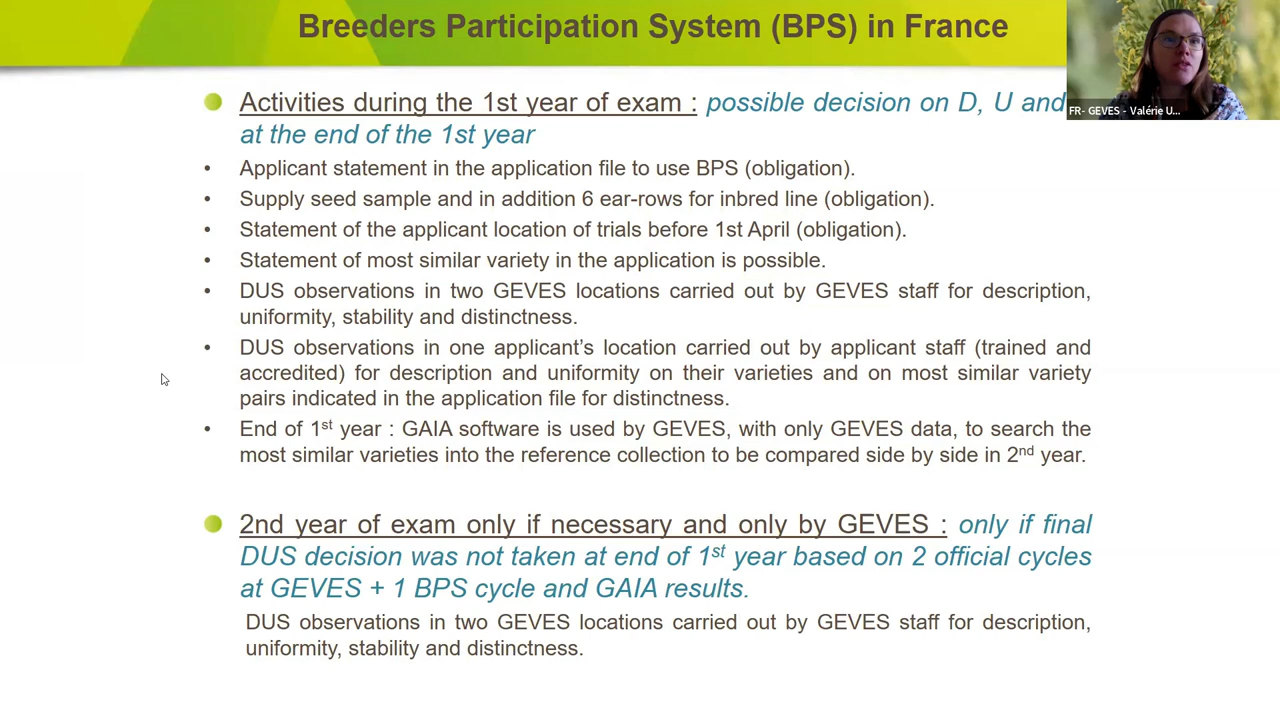 Breeders Participation System (BPS) in France
FR- GEVES - Valérie U...
Activities during the 1st year of exam : possible decision on D, U and
at the end of the 1st year
• Applicant statement in the application file to use BPS (obligation).
• Supply seed sample and in addition 6 ear-rows for inbred line (obligation).
• Statement of the applicant location of trials before 1st April (obligation).
• Statement of most similar variety in the application is possible.
• DUS observations in two GEVES locations carried out by GEVES staff for description,
uniformity, stability and distinctness.
• DUS observations in one applicant's location carried out by applicant staff (trained and
accredited) for description and uniformity on their varieties and on most similar variety
pairs indicated in the application file for distinctness.
• End of 1st year : GAIA software is used by GEVES, with only GEVES data, to search the
most similar varieties into the reference collection to be compared side by side in 2nd year.
2nd year of exam only if necessary and only by GEVES : only if final
DUS decision was not taken at end of 1st year based on 2 official cycles
at GEVES + 1 BPS cycle and GAIA results.
DUS observations in two GEVES locations carried out by GEVES staff for description,
uniformity, stability and distinctness.